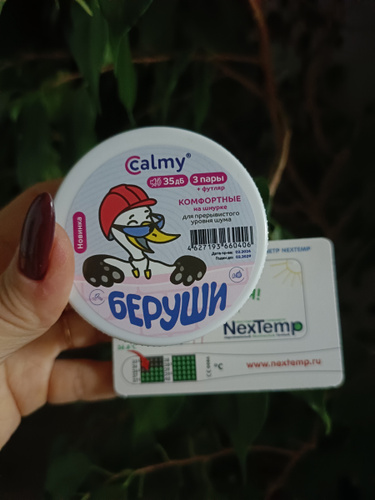 Calmy®
35дБ
3 пары
+ футляр
Новинка
КОМФОРТНЫЕ
на шнурке
для прерывистого
уровня шума
4627193660406
БЕРУШИ
NEXTEMP
NexTemp
www.nextemp.ru
°C